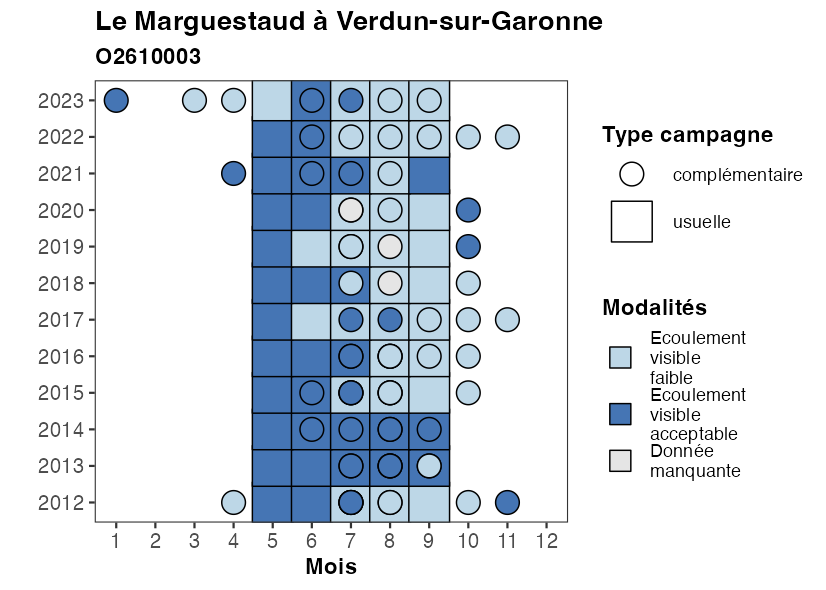 Le Marguestaud à Verdun-sur-Garonne
O2610003
2023
2022
2021
2020
2019
2018
2017
2016
2015
2014
2013
2012
1 2 3 4 5 6 7 8 9 10 11 12
Mois
Type campagne
complémentaire
usuelle
Modalités
Ecoulement
visible
faible
Ecoulement
visible
acceptable
Donnée
manquante